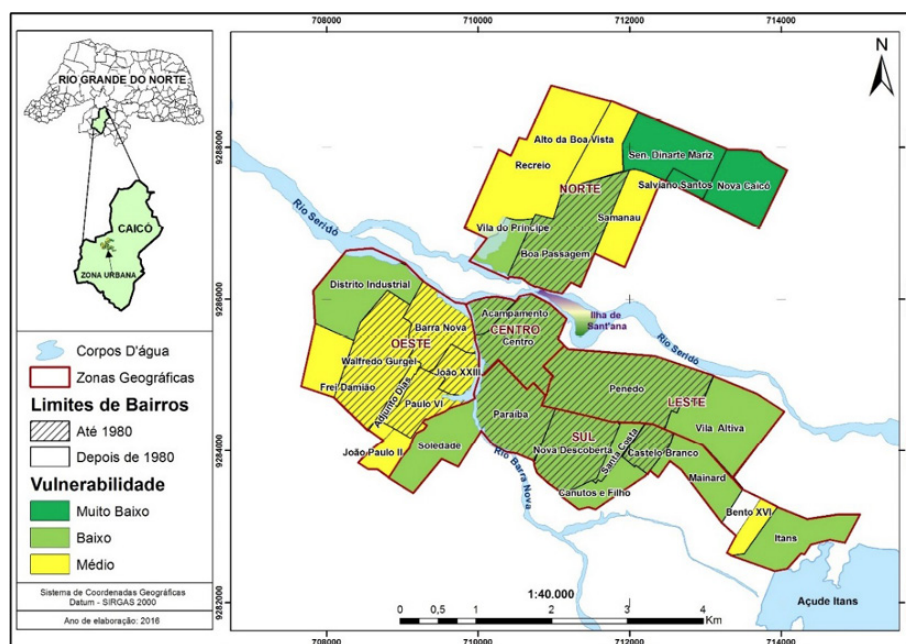 708000
710000
712000
714000
N
RIO GRANDE DO NORTE
CAICÓ
ZONA URBANA
Corpos D'água
Zonas Geográficas
Limites de Bairros
Até 1980
Depois de 1980
Vulnerabilidade
Muito Baixo
Baixo
Médio
Sistema de Coordenadas Geográficas
Datum - SIRGAS 2000
Ano de elaboração: 2016
9288000
9286000
9284000
9282000
Alto da Boa Vista
Recreio
Sen. Dinarte Mariz
Salviano Santos
Nova Caicó
NORTE
Samanau
Vila do Príncipe
Boa Passagem
Rio Seridó
Distrito Industrial
Acampamento
Ilha de
Sant'ana
Barra Nova
CENTRO
Centro
OESTE
Rio Seridó
Walfredo Gurgel
João XXIII
Frei Damião
Adjunto Dias
Paulo VI
Penedo
LESTE
Paraíba
Vila Altiva
João Paulo II
Soledade
SUL
Nova Descoberta
Santa Costa
Castelo Branco
Rio Barra Nova
Canutos e Filho
Mainard
Bento XVI
Itans
Açude Itans
1:40.000
0 0,5 1 2 3 4
Km
708000
710000
712000
714000